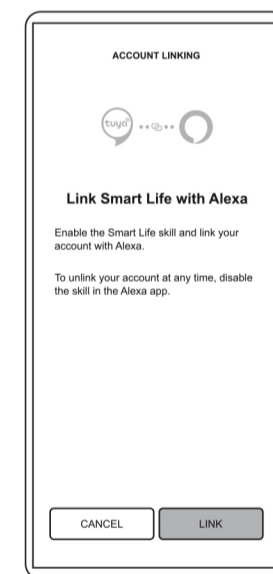 ACCOUNT LINKING
tuya
Link Smart Life with Alexa
Enable the Smart Life skill and link your
account with Alexa.
To unlink your account at any time, disable
the skill in the Alexa app.
CANCEL
LINK